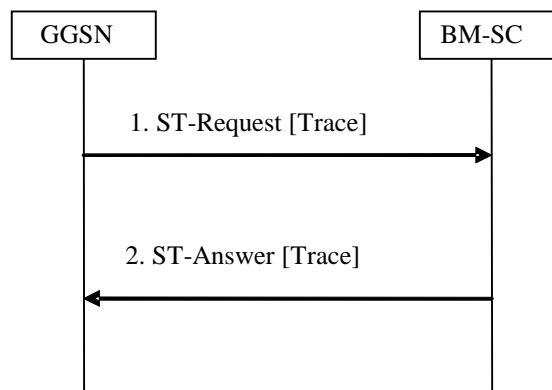 GGSN
BM-SC
1. ST-Request [Trace]
2. ST-Answer [Trace]